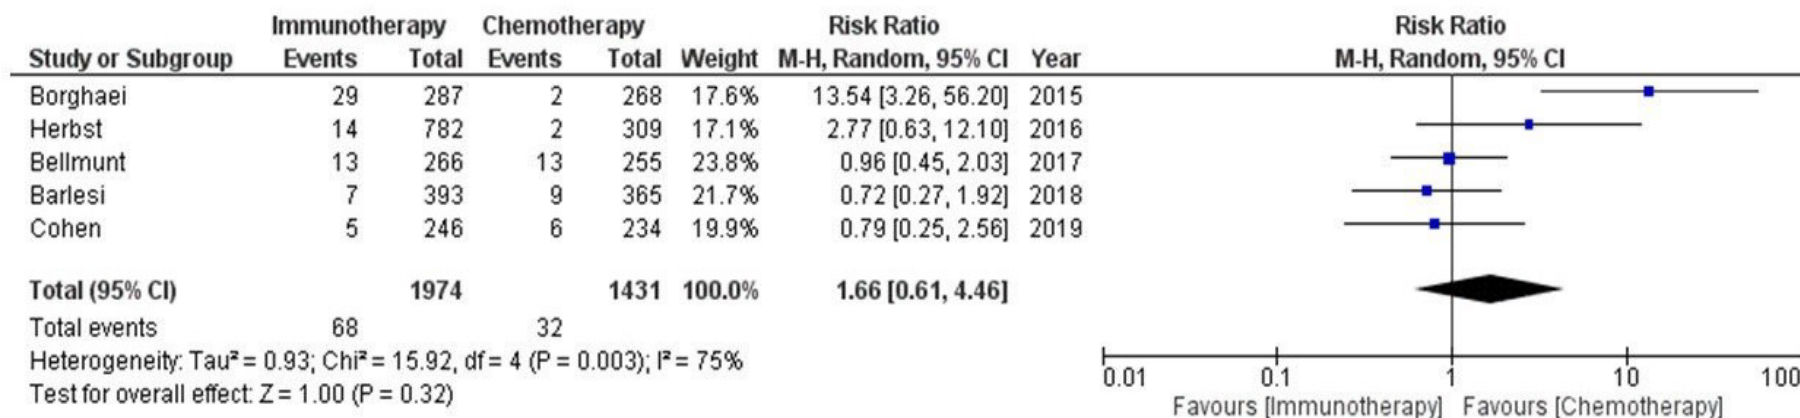 Immunotherapy Chemotherapy Risk Ratio Risk Ratio
Study or Subgroup Events Total Events Total Weight M-H, Random, 95% CI Year M-H, Random, 95% CI
Borghaei 29 287 2 268 17.6% 13.54 [3.26, 56.20] 2015
Herbst 14 782 2 309 17.1% 2.77 [0.63, 12.10] 2016
Bellmunt 13 266 13 255 23.8% 0.96 [0.45, 2.03] 2017
Barlesi 7 393 9 365 21.7% 0.72 [0.27, 1.92] 2018
Cohen 5 246 6 234 19.9% 0.79 [0.25, 2.56] 2019
Total (95% CI) 1974 1431 100.0% 1.66 [0.61, 4.46]
Total events 68 32
Heterogeneity: Tau² = 0.93; Chi² = 15.92, df = 4 (P = 0.003); I² = 75%
Test for overall effect: Z = 1.00 (P = 0.32)
0.01 0.1 1 10 100
Favours [Immunotherapy] Favours [Chemotherapy]